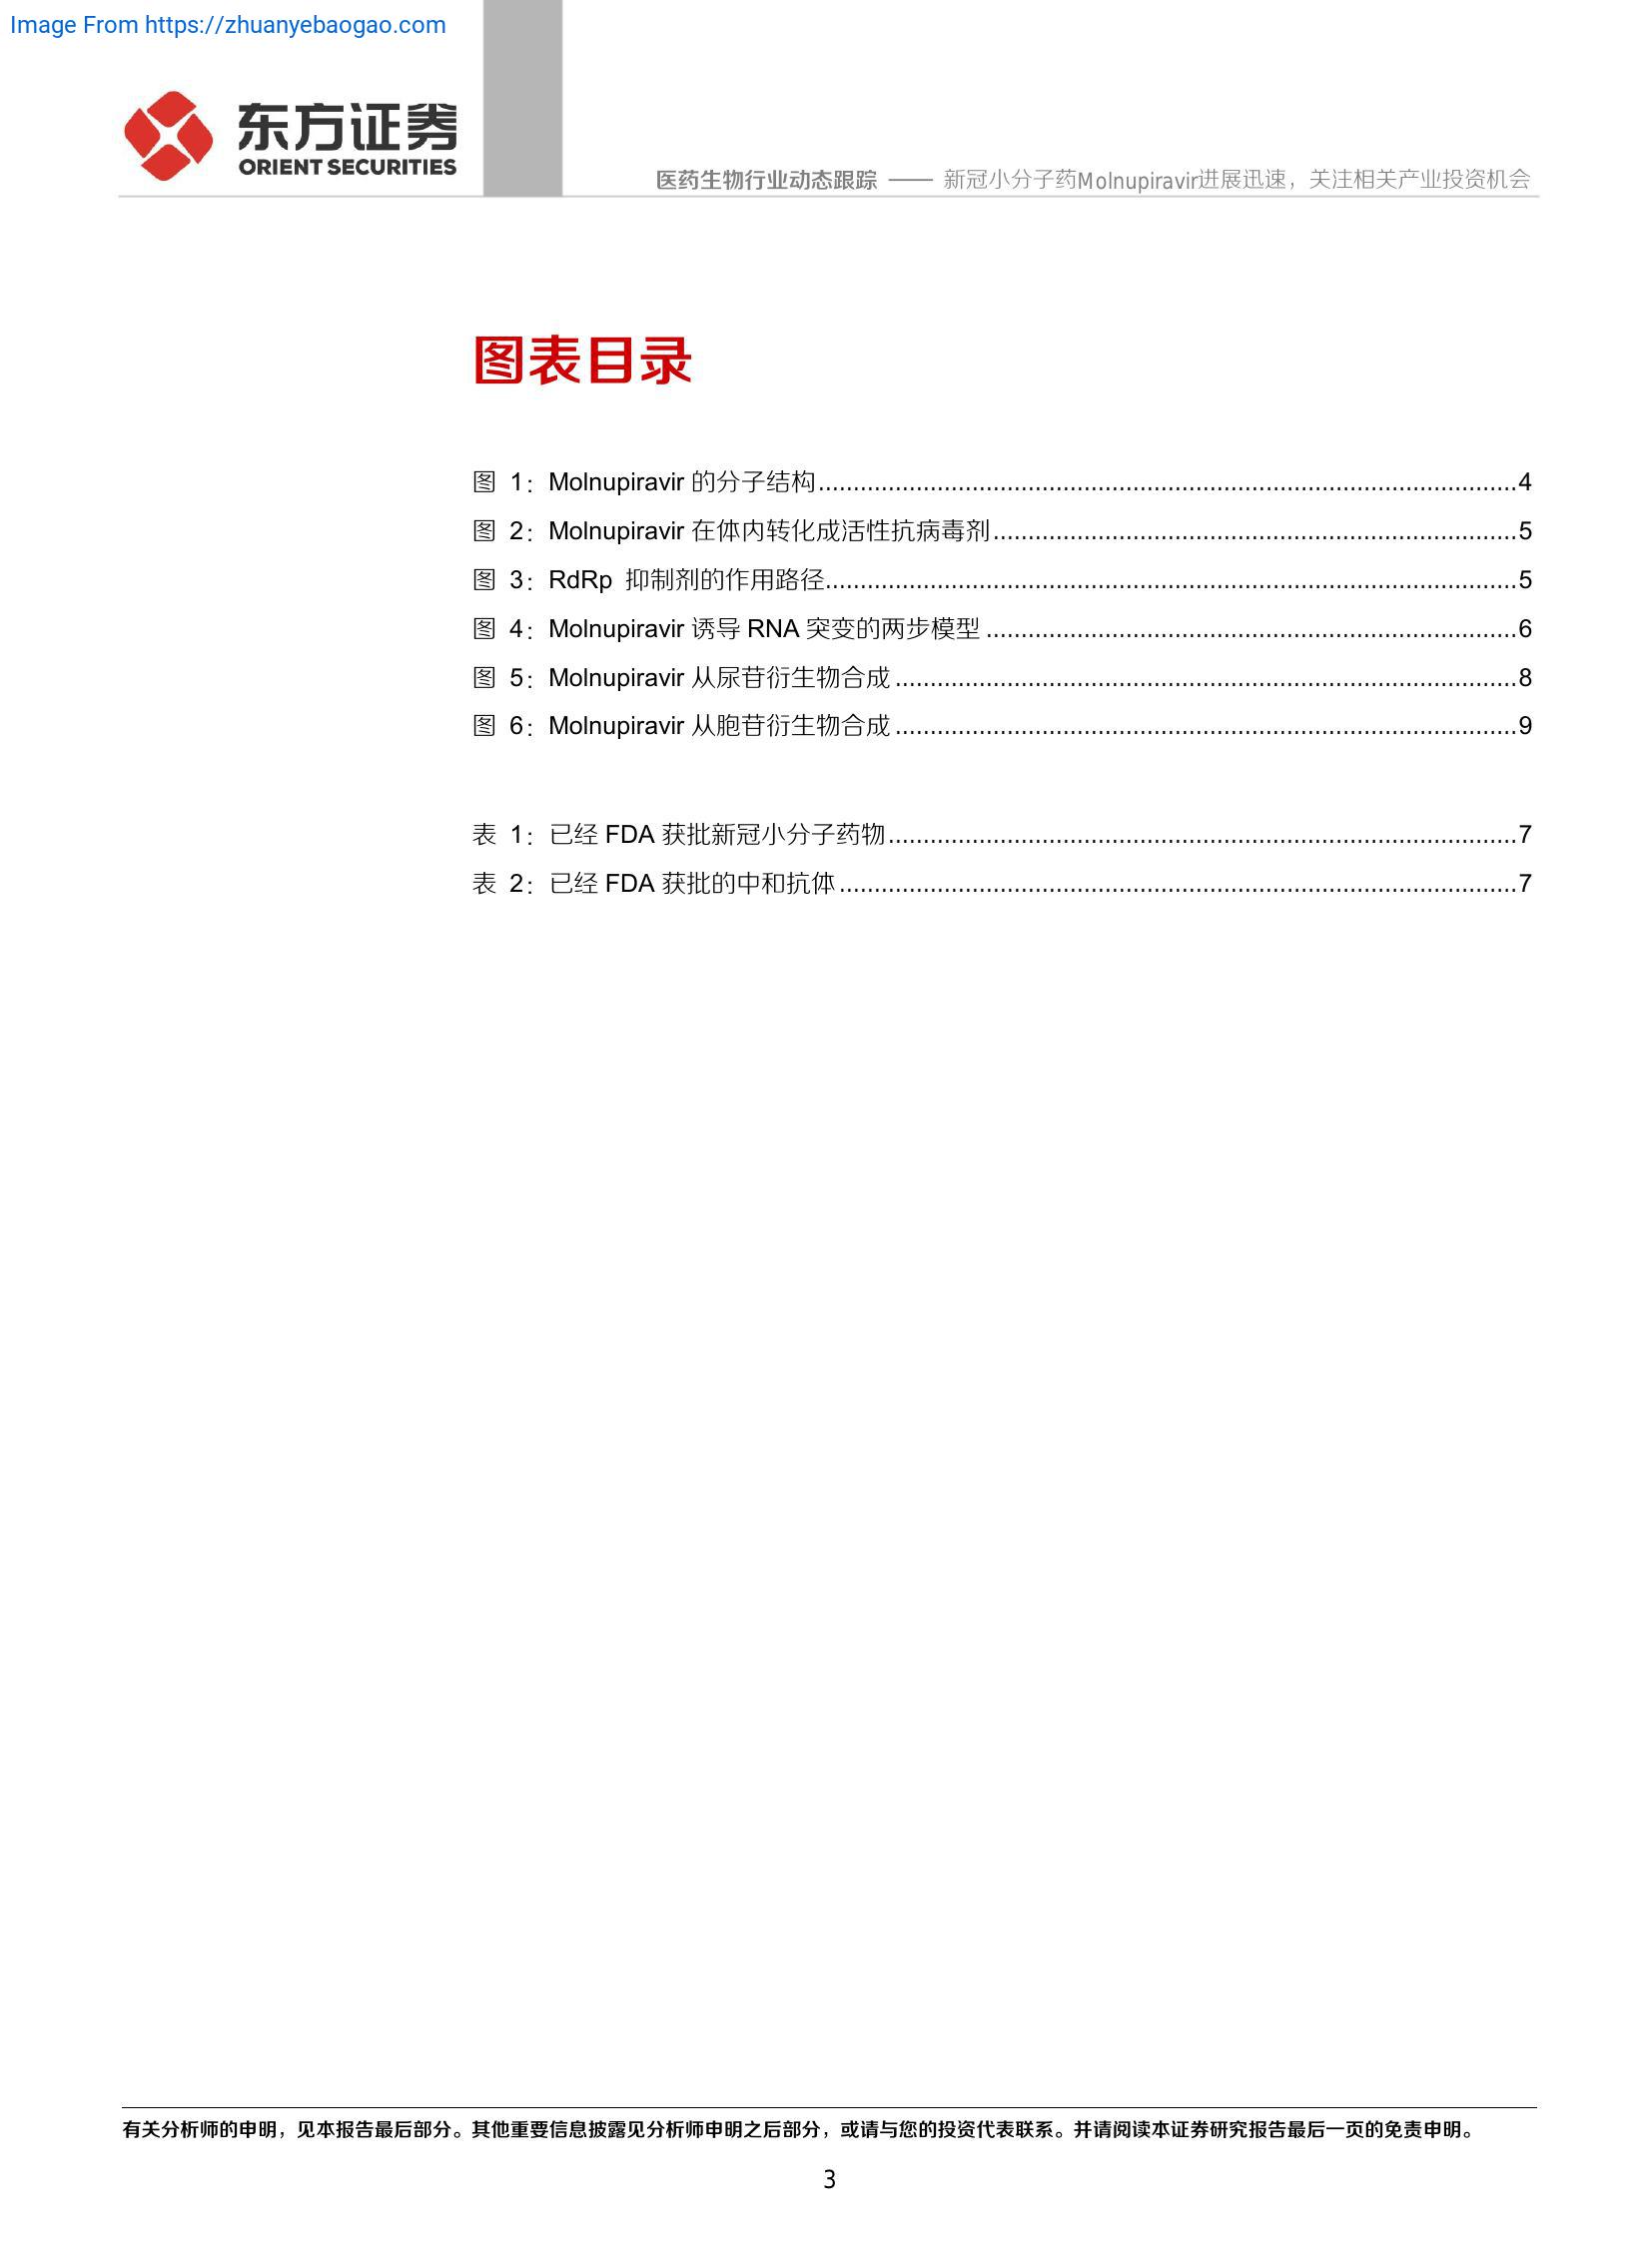 Image From https://zhuanyebaogao.com
东方证券
ORIENT SECURITIES
医药生物行业动态跟踪 —— 新冠小分子药Molnupiravir进展迅速，关注相关产业投资机会
图表目录
图 1：Molnupiravir 的分子结构....................................................................................................4
图 2：Molnupiravir 在体内转化成活性抗病毒剂...........................................................................5
图 3：RdRp 抑制剂的作用路径...................................................................................................5
图 4：Molnupiravir 诱导 RNA 突变的两步模型............................................................................6
图 5：Molnupiravir 从尿苷衍生物合成.........................................................................................8
图 6：Molnupiravir 从胞苷衍生物合成.........................................................................................9
表 1：已经 FDA 获批新冠小分子药物..........................................................................................7
表 2：已经 FDA 获批的中和抗体.................................................................................................7
有关分析师的申明，见本报告最后部分。其他重要信息披露见分析师申明之后部分，或请与您的投资代表联系。并请阅读本证券研究报告最后一页的免责申明。
3